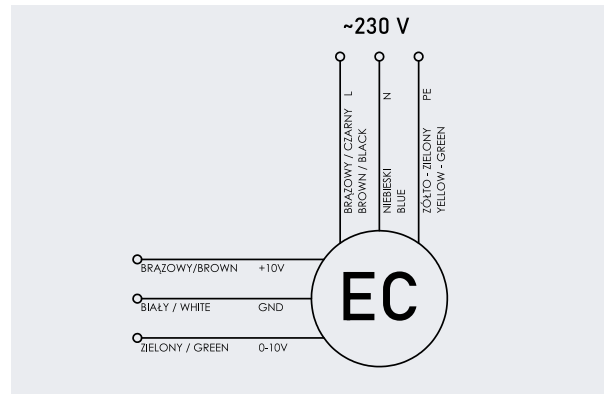 ~230 V
BRĄZOWY / CZARNY L
BROWN / BLACK
NIEBIESKI N
BLUE
ZÓŁTO - ZIELONY PE
YELLOW - GREEN
BRĄZOWY/BROWN +10V
BIAŁY / WHITE GND
ZIELONY / GREEN 0-10V
EC